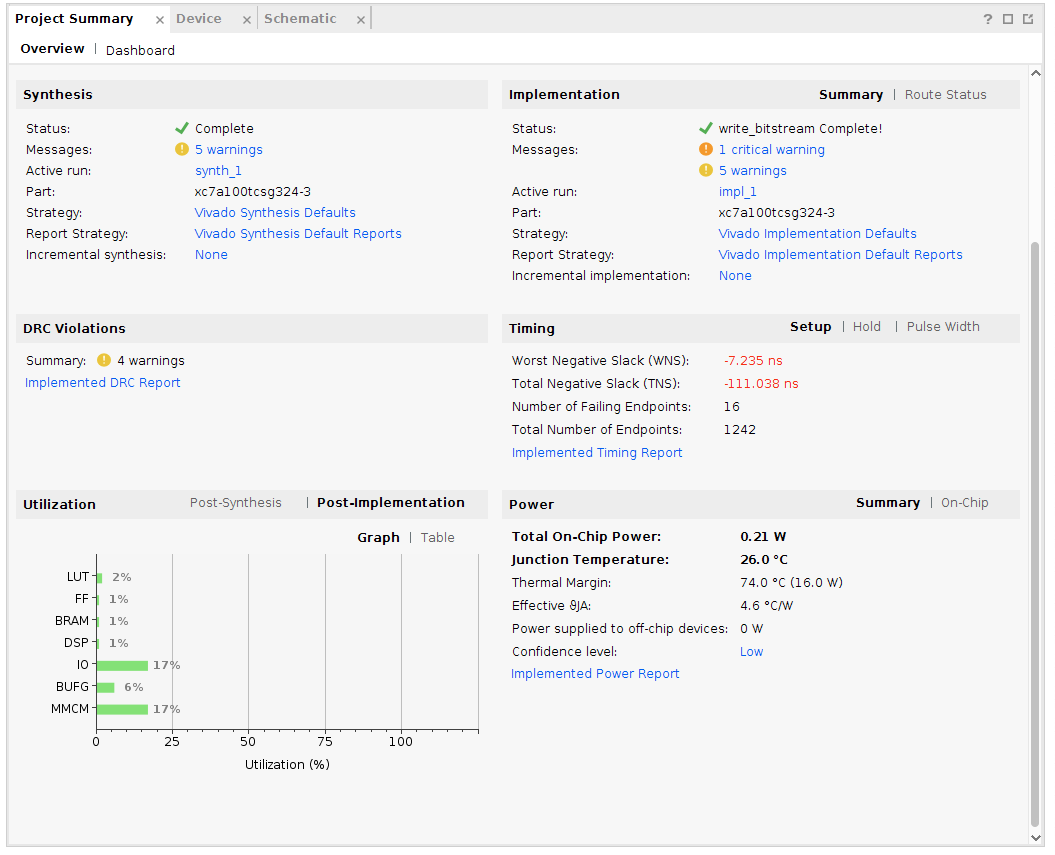 Project Summary × Device × Schematic × ?
Overview | Dashboard
Synthesis
Status: Complete
Messages: 5 warnings
Active run: synth_1
Part: xc7a100tcsg324-3
Strategy: Vivado Synthesis Defaults
Report Strategy: Vivado Synthesis Default Reports
Incremental synthesis: None
Implementation Summary | Route Status
Status: write_bitstream Complete!
Messages: 1 critical warning
5 warnings
Active run: impl_1
Part: xc7a100tcsg324-3
Strategy: Vivado Implementation Defaults
Report Strategy: Vivado Implementation Default Reports
Incremental implementation: None
DRC Violations
Summary: 4 warnings
Implemented DRC Report
Timing Setup | Hold | Pulse Width
Worst Negative Slack (WNS): -7.235 ns
Total Negative Slack (TNS): -111.038 ns
Number of Failing Endpoints: 16
Total Number of Endpoints: 1242
Implemented Timing Report
Utilization Post-Synthesis | Post-Implementation
Graph | Table
LUT 2%
FF 1%
BRAM 1%
DSP 1%
IO 17%
BUFG 6%
MMCM 17%
0 25 50 75 100
Utilization (%)
Power Summary | On-Chip
Total On-Chip Power: 0.21 W
Junction Temperature: 26.0 °C
Thermal Margin: 74.0 °C (16.0 W)
Effective ϑJA: 4.6 °C/W
Power supplied to off-chip devices: 0 W
Confidence level: Low
Implemented Power Report